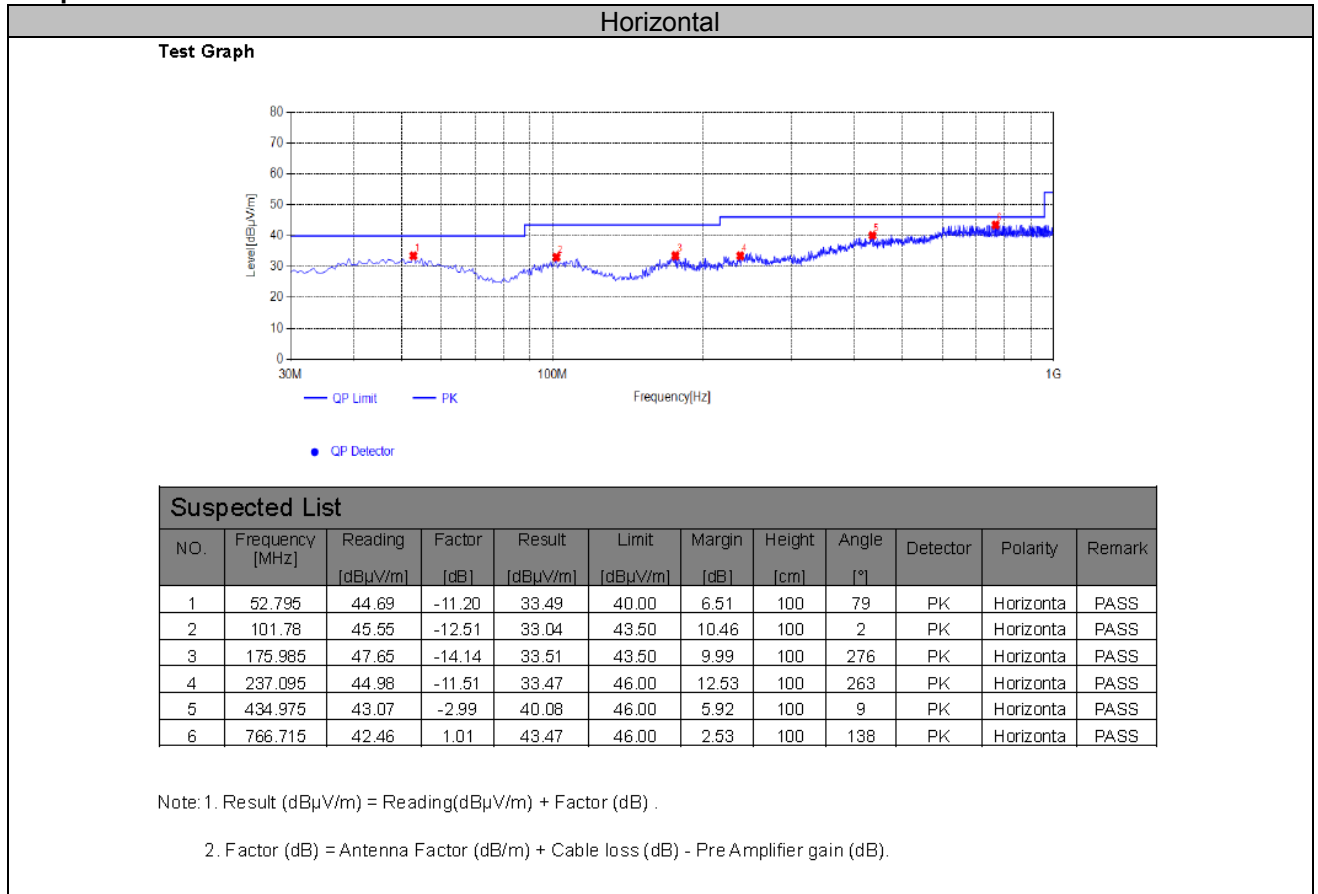 Horizontal
Test Graph
80
70
60
50
40
30
20
10
0
Level[dBµV/m]
1
2
3
4
5
6
30M
100M
1G
Frequency[Hz]
QP Limit
PK
QP Detector
Suspected List
NO. Frequency [MHz] Reading [dBµV/m] Factor [dB] Result [dBµV/m] Limit [dBµV/m] Margin [dB] Height [cm] Angle [°] Detector Polarity Remark
1 52.795 44.69 -11.20 33.49 40.00 6.51 100 79 PK Horizonta PASS
2 101.78 45.55 -12.51 33.04 43.50 10.46 100 2 PK Horizonta PASS
3 175.985 47.65 -14.14 33.51 43.50 9.99 100 276 PK Horizonta PASS
4 237.095 44.98 -11.51 33.47 46.00 12.53 100 263 PK Horizonta PASS
5 434.975 43.07 -2.99 40.08 46.00 5.92 100 9 PK Horizonta PASS
6 766.715 42.46 1.01 43.47 46.00 2.53 100 138 PK Horizonta PASS
Note: 1. Result (dBµV/m) = Reading(dBµV/m) + Factor (dB) .
2. Factor (dB) = Antenna Factor (dB/m) + Cable loss (dB) - Pre Amplifier gain (dB).